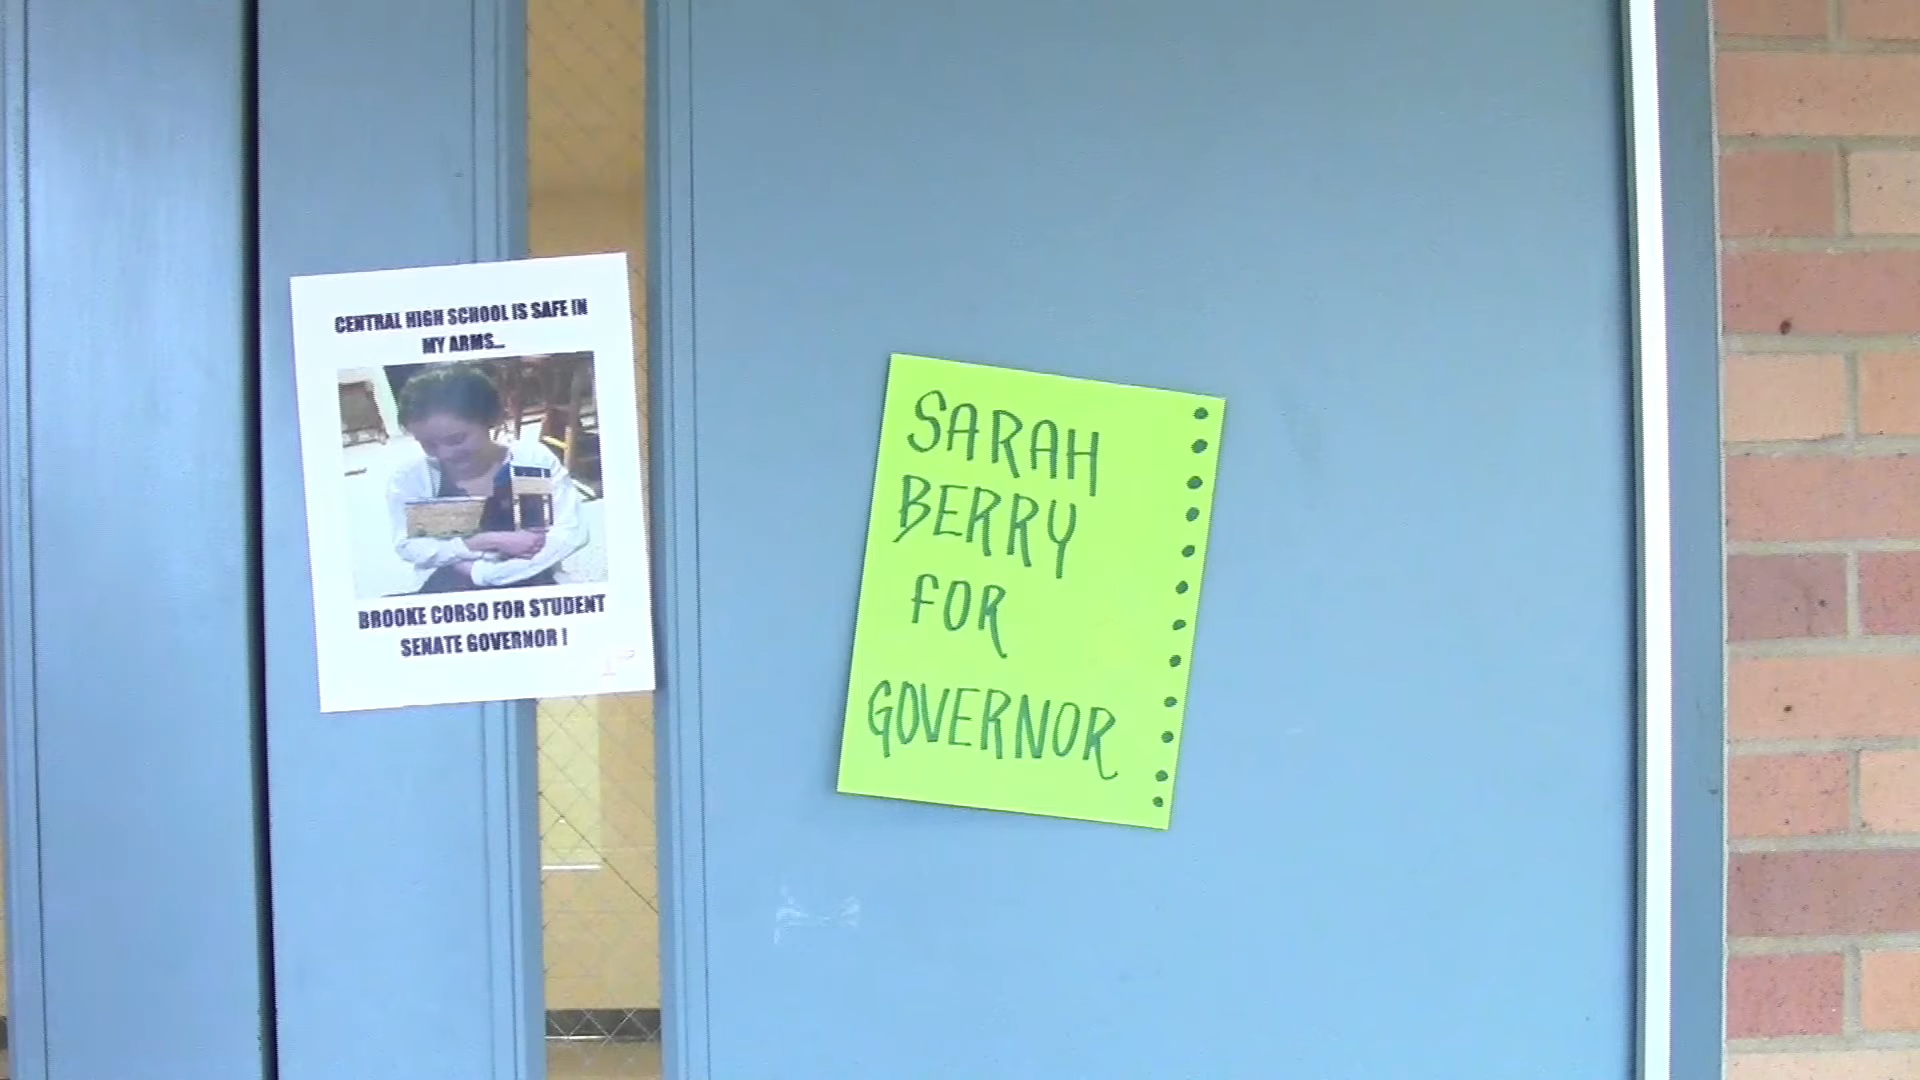 CENTRAL HIGH SCHOOL IS SAFE IN
MY ARMS...
BROOKE CORSO FOR STUDENT
SENATE GOVERNOR !
SARAH
BERRY
FOR
GOVERNOR